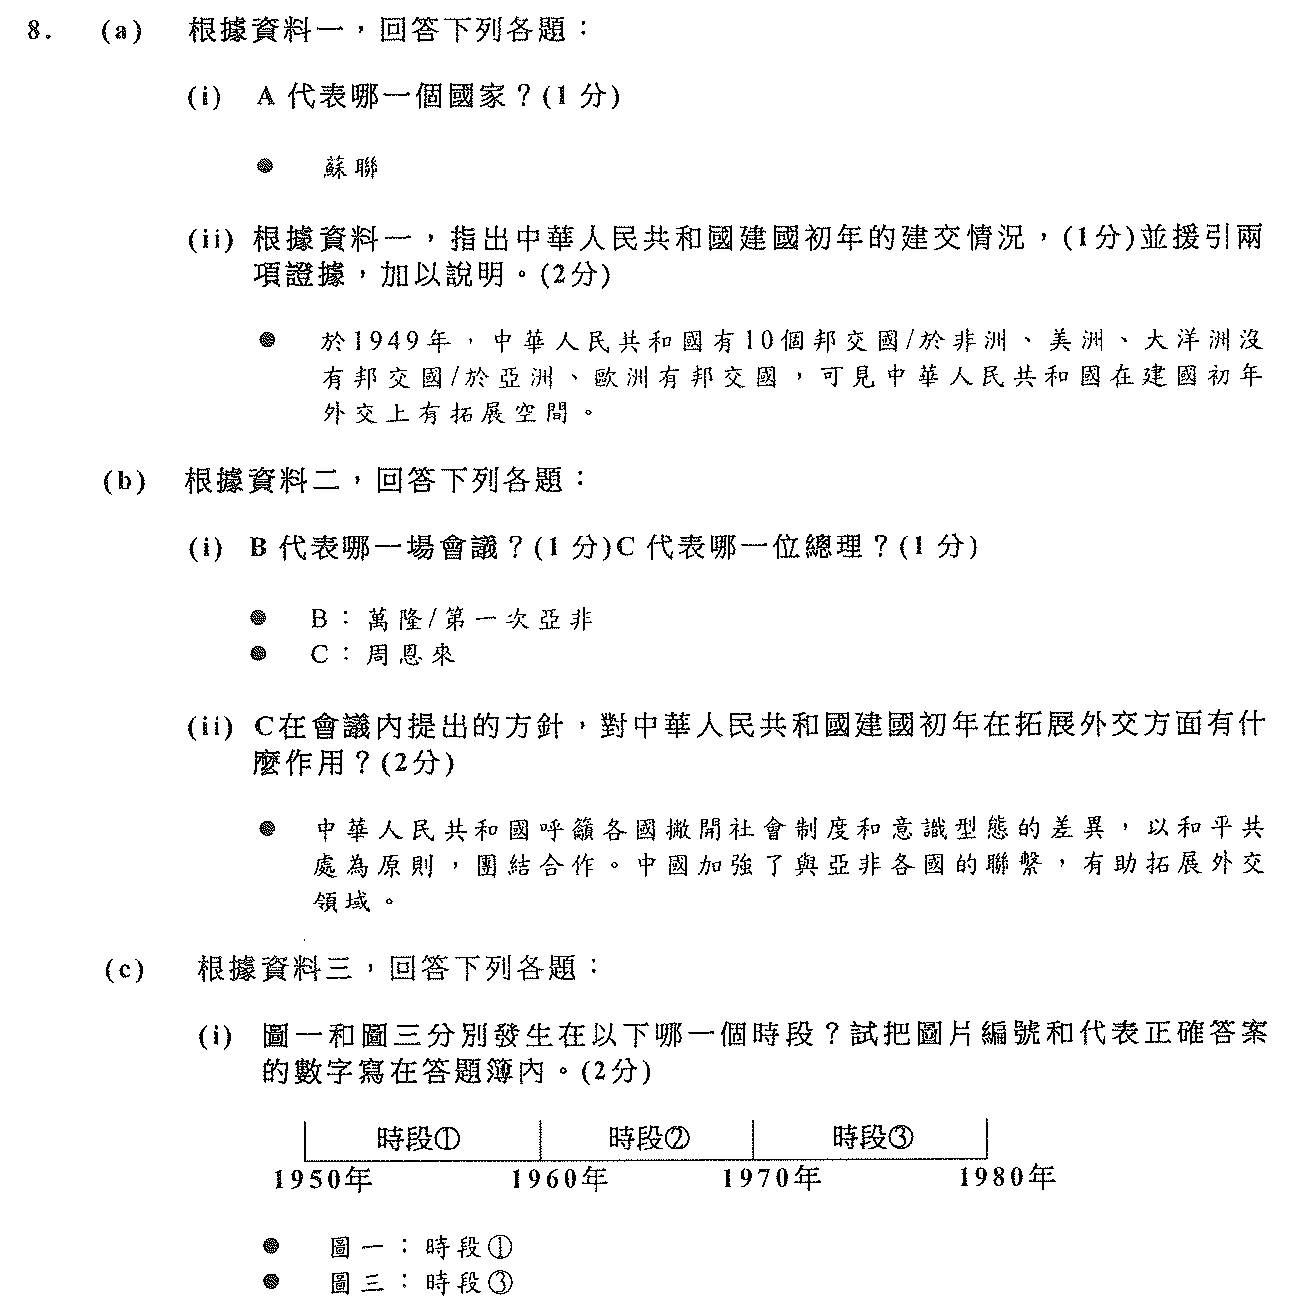 8. (a) 根據資料一，回答下列各題：
(i) A 代表哪一個國家？(1 分)
● 蘇聯
(ii) 根據資料一，指出中華人民共和國建國初年的建交情況，(1分)並援引兩
項證據，加以說明。(2分)
● 於1949年，中華人民共和國有10個邦交國/於非洲、美洲、大洋洲沒
有邦交國/於亞洲、歐洲有邦交國，可見中華人民共和國在建國初年
外交上有拓展空間。
(b) 根據資料二，回答下列各題：
(i) B 代表哪一場會議？(1 分)C 代表哪一位總理？(1 分)
● B：萬隆/第一次亞非
● C：周恩來
(ii) C在會議內提出的方針，對中華人民共和國建國初年在拓展外交方面有什
麼作用？(2分)
● 中華人民共和國呼籲各國撇開社會制度和意識型態的差異，以和平共
處為原則，團結合作。中國加強了與亞非各國的聯繫，有助拓展外交
領域。
(c) 根據資料三，回答下列各題：
(i) 圖一和圖三分別發生在以下哪一個時段？試把圖片編號和代表正確答案
的數字寫在答題簿內。(2分)
時段① 時段② 時段③
1950年 1960年 1970年 1980年
● 圖一：時段①
● 圖三：時段③